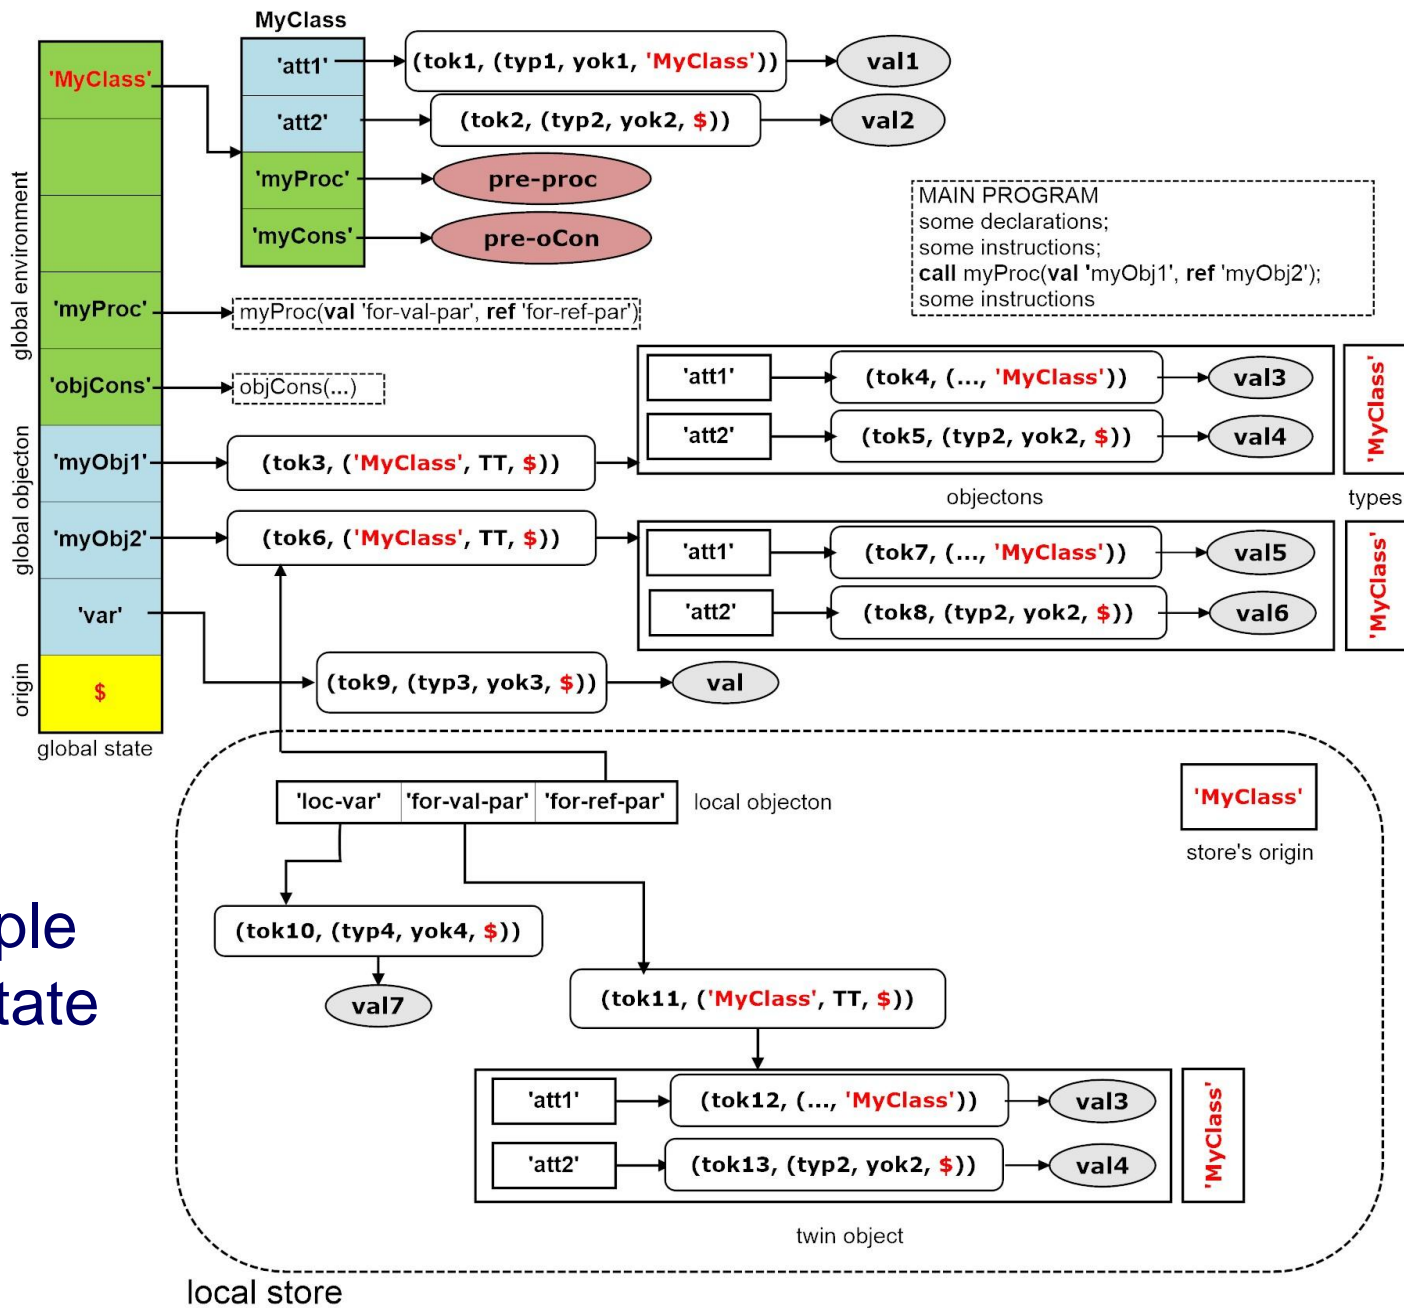 MyClass
'MyClass'
'att1'
(tok1, (typ1, yok1, 'MyClass'))
val1
'att2'
(tok2, (typ2, yok2, $))
val2
'myProc'
pre-proc
'myCons'
pre-oCon
MAIN PROGRAM
some declarations;
some instructions;
call myProc(val 'myObj1', ref 'myObj2');
some instructions
global environment
'myProc'
myProc(val 'for-val-par', ref 'for-ref-par')
'objCons'
objCons(...)
global objecton
'myObj1'
(tok3, ('MyClass', TT, $))
'att1'
(tok4, (..., 'MyClass'))
val3
'att2'
(tok5, (typ2, yok2, $))
val4
'MyClass'
objectons
types
'myObj2'
(tok6, ('MyClass', TT, $))
'att1'
(tok7, (..., 'MyClass'))
val5
'att2'
(tok8, (typ2, yok2, $))
val6
'MyClass'
'var'
(tok9, (typ3, yok3, $))
val
origin
$
global state
'loc-var'
'for-val-par'
'for-ref-par'
local objecton
'MyClass'
store's origin
(tok10, (typ4, yok4, $))
val7
ple
tate
(tok11, ('MyClass', TT, $))
'att1'
(tok12, (..., 'MyClass'))
val3
'att2'
(tok13, (typ2, yok2, $))
val4
'MyClass'
twin object
local store